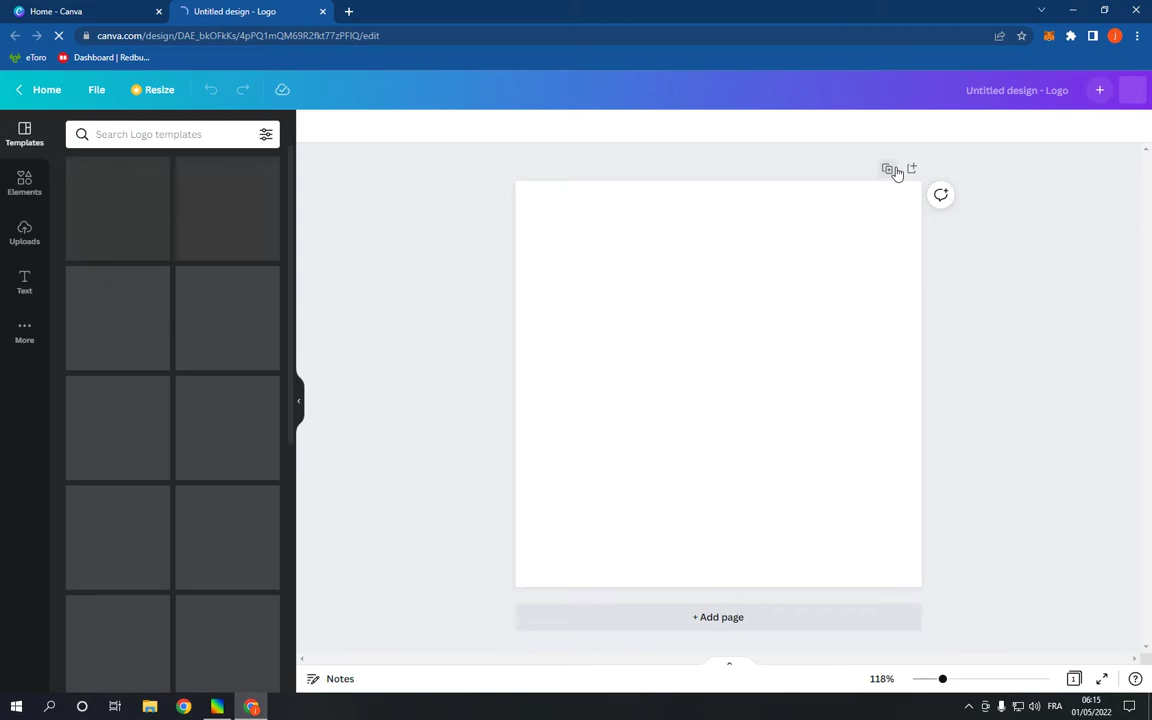 Home - Canva
Untitled design - Logo
canva.com/design/DAE_bkOFkKs/4pPQ1mQM69R2fkt77zPFIQ/edit
eToro
Dashboard | Redbu...
Home
File
Resize
Untitled design - Logo
Templates
Search Logo templates
Elements
Uploads
Text
More
+ Add page
Notes
118%
1
FRA
06:15
01/05/2022